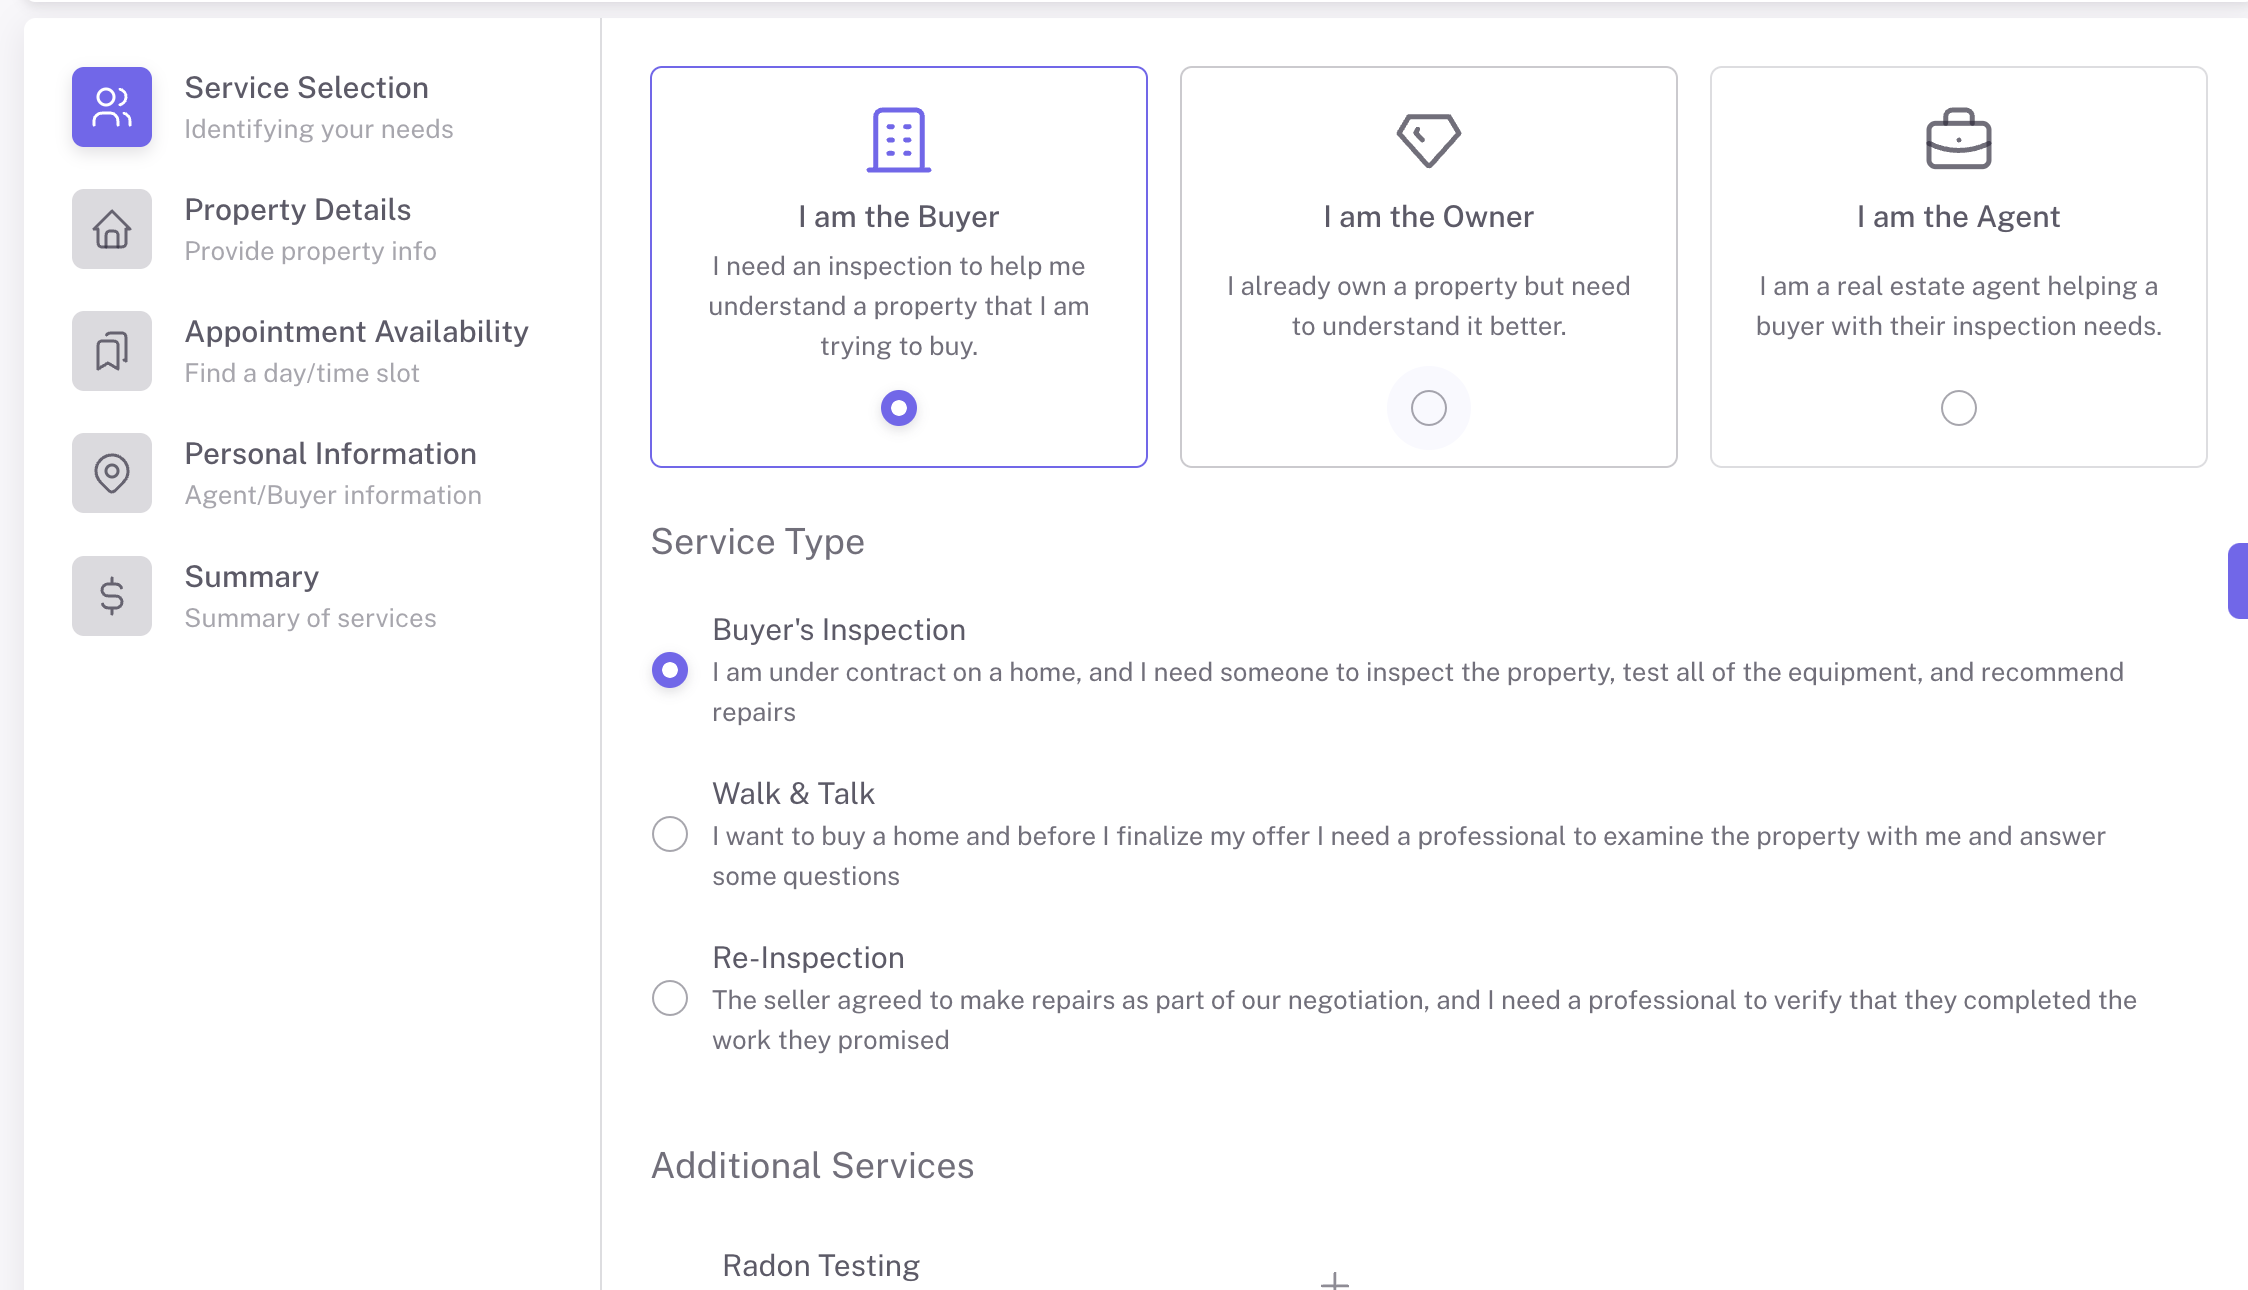 Service Selection
Identifying your needs
Property Details
Provide property info
Appointment Availability
Find a day/time slot
Personal Information
Agent/Buyer information
Summary
Summary of services
I am the Buyer
I need an inspection to help me
understand a property that I am
trying to buy.
I am the Owner
I already own a property but need
to understand it better.
I am the Agent
I am a real estate agent helping a
buyer with their inspection needs.
Service Type
Buyer's Inspection
I am under contract on a home, and I need someone to inspect the property, test all of the equipment, and recommend
repairs
Walk & Talk
I want to buy a home and before I finalize my offer I need a professional to examine the property with me and answer
some questions
Re-Inspection
The seller agreed to make repairs as part of our negotiation, and I need a professional to verify that they completed the
work they promised
Additional Services
Radon Testing